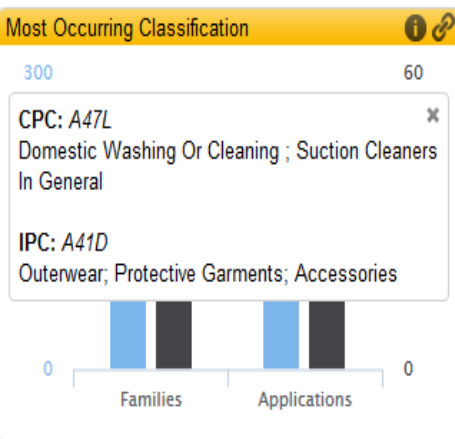 Most Occurring Classification
300 60
CPC: A47L
Domestic Washing Or Cleaning ; Suction Cleaners
In General
IPC: A41D
Outerwear; Protective Garments; Accessories
0 0
Families Applications